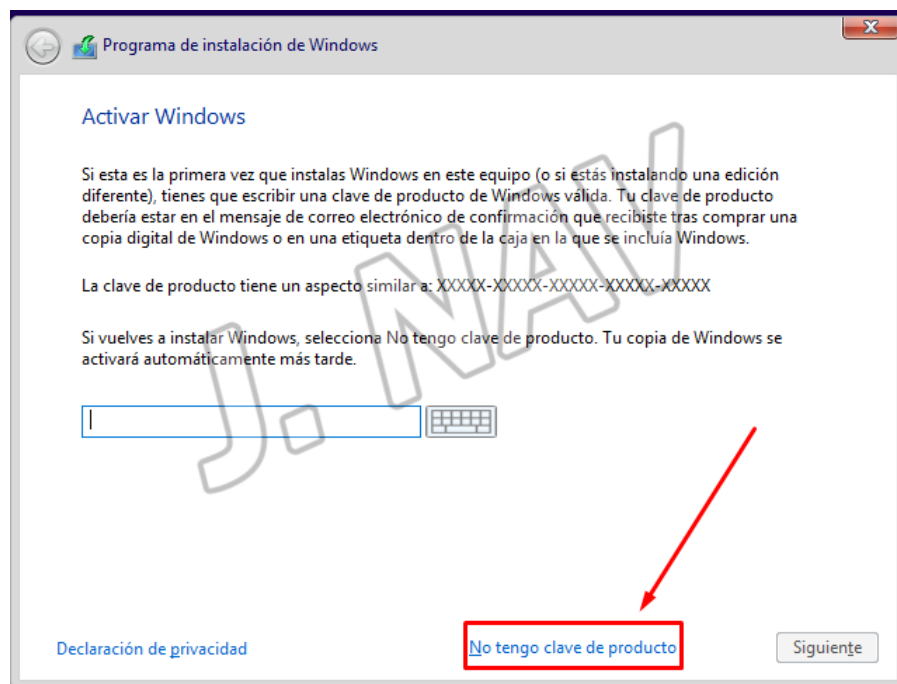 Programa de instalación de Windows
Activar Windows
Si esta es la primera vez que instalas Windows en este equipo (o si estás instalando una edición
diferente), tienes que escribir una clave de producto de Windows válida. Tu clave de producto
debería estar en el mensaje de correo electrónico de confirmación que recibiste tras comprar una
copia digital de Windows o en una etiqueta dentro de la caja en la que se incluía Windows.
La clave de producto tiene un aspecto similar a: XXXXX-XXXXX-XXXXX-XXXXX-XXXXX
Si vuelves a instalar Windows, selecciona No tengo clave de producto. Tu copia de Windows se
activará automáticamente más tarde.
J. NAV
Declaración de privacidad
No tengo clave de producto
Siguiente